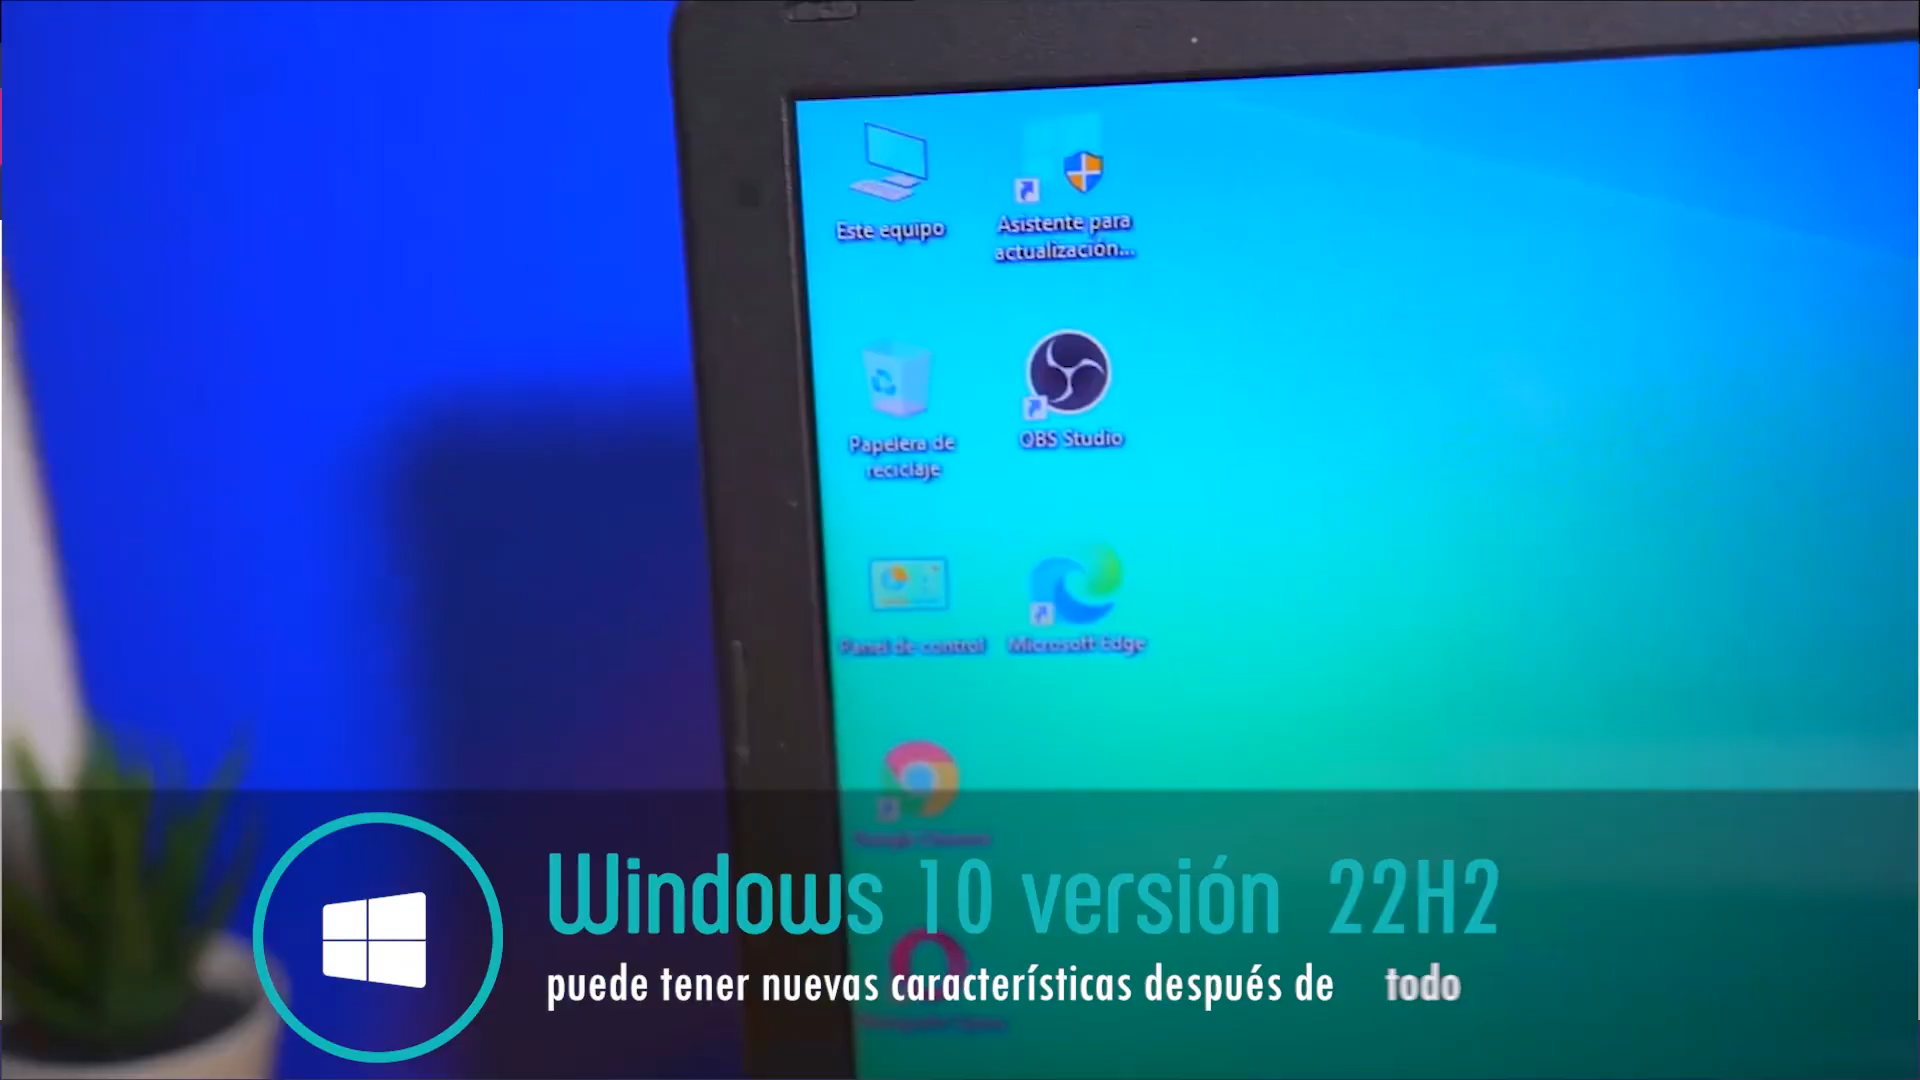 Este equipo
Asistente para
actualización...
Papelera de
reciclaje
OBS Studio
Panel de control
Microsoft Edge
Windows 10 versión 22H2
puede tener nuevas características después de todo